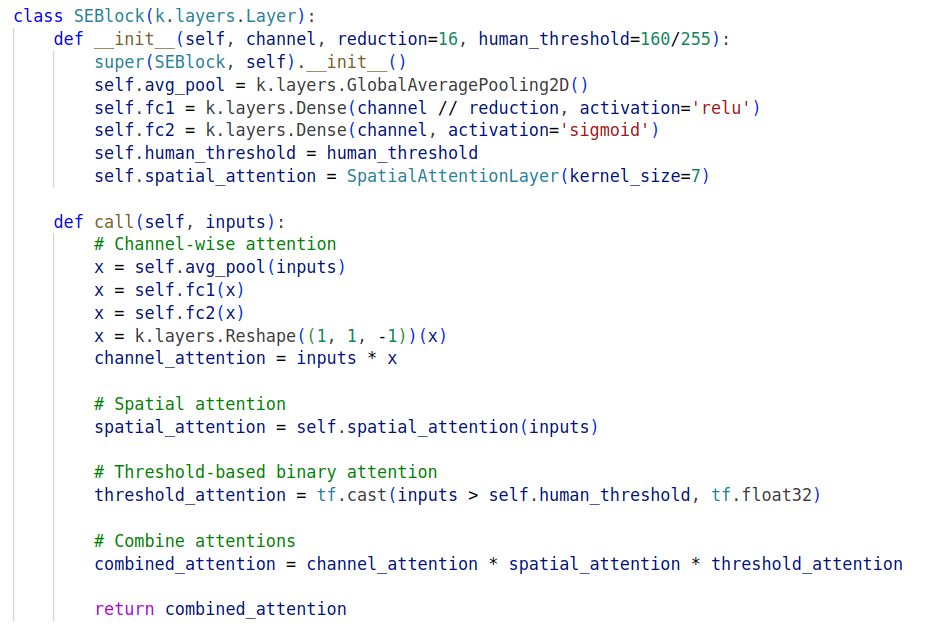 class SEBlock(k.layers.Layer):
    def __init__(self, channel, reduction=16, human_threshold=160/255):
        super(SEBlock, self).__init__()
        self.avg_pool = k.layers.GlobalAveragePooling2D()
        self.fc1 = k.layers.Dense(channel // reduction, activation='relu')
        self.fc2 = k.layers.Dense(channel, activation='sigmoid')
        self.human_threshold = human_threshold
        self.spatial_attention = SpatialAttentionLayer(kernel_size=7)

    def call(self, inputs):
        # Channel-wise attention
        x = self.avg_pool(inputs)
        x = self.fc1(x)
        x = self.fc2(x)
        x = k.layers.Reshape((1, 1, -1))(x)
        channel_attention = inputs * x

        # Spatial attention
        spatial_attention = self.spatial_attention(inputs)

        # Threshold-based binary attention
        threshold_attention = tf.cast(inputs > self.human_threshold, tf.float32)

        # Combine attentions
        combined_attention = channel_attention * spatial_attention * threshold_attention

        return combined_attention